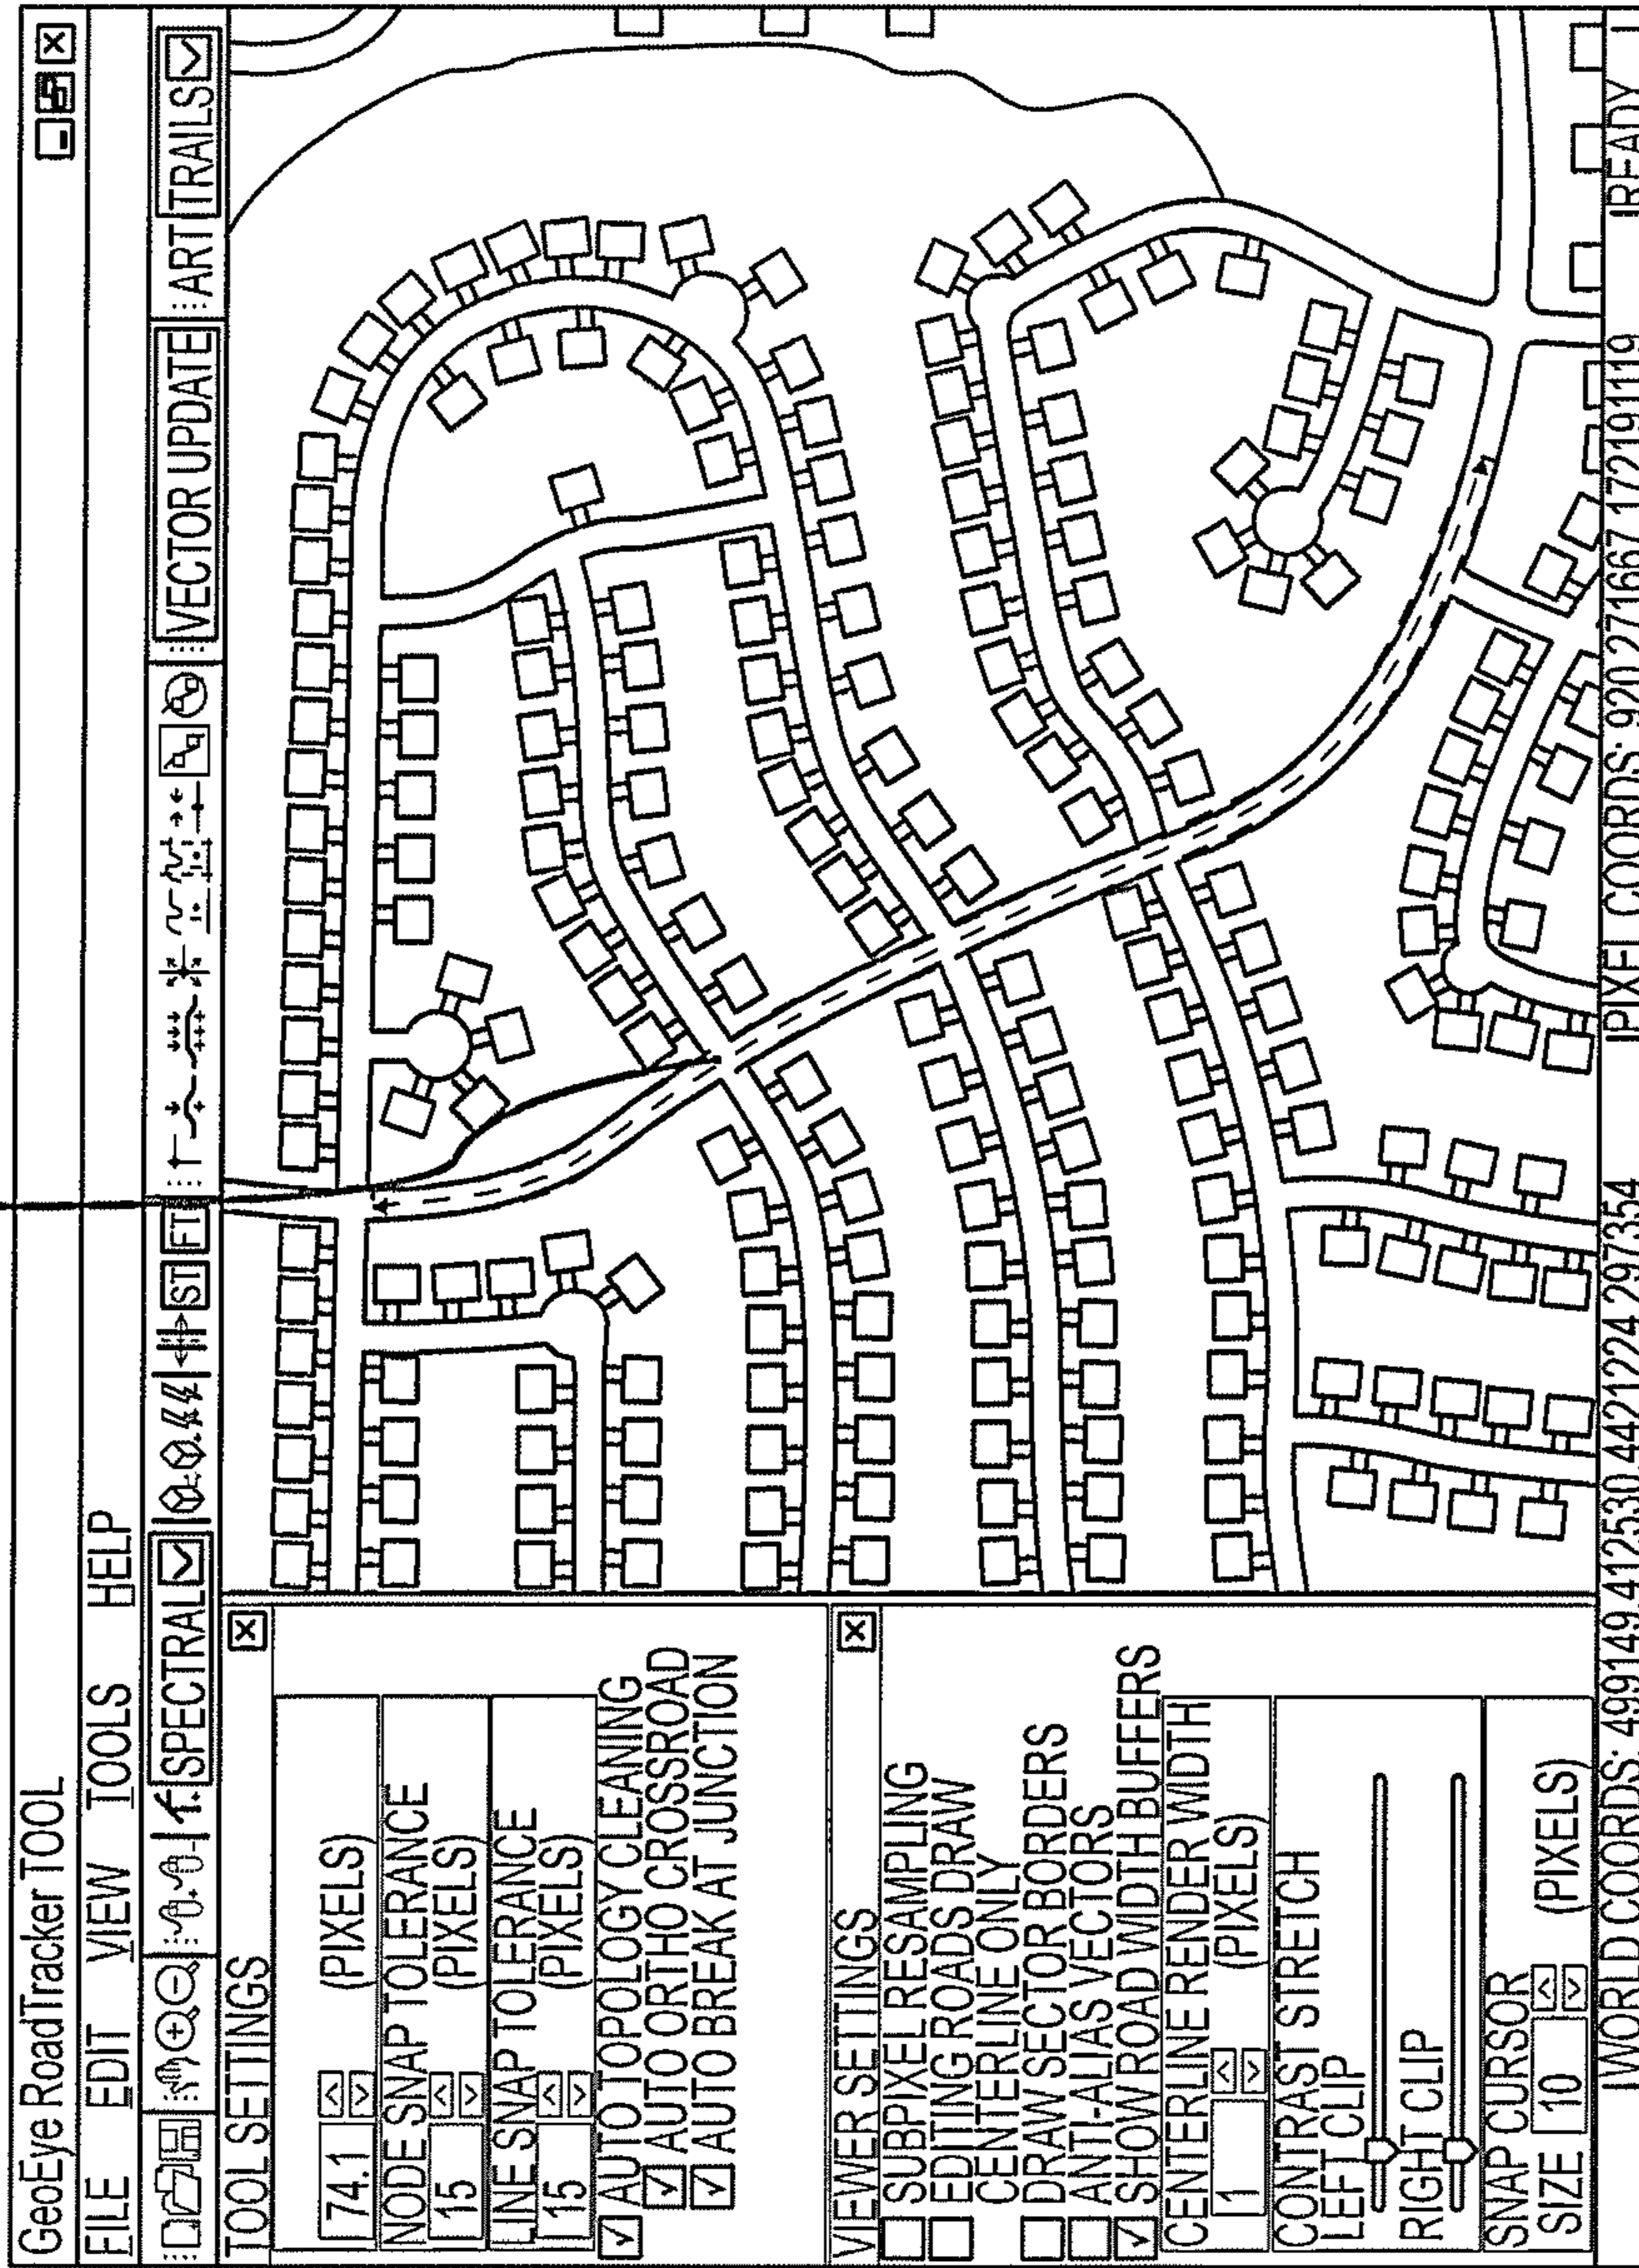 GeoEye RoadTracker TOOL
FILE EDIT VIEW TOOLS HELP
SPECTRAL
ST FT
VECTOR UPDATE
ART TRAILS
TOOL SETTINGS
74.1 (PIXELS)
NODE SNAP TOLERANCE
15 (PIXELS)
LINE SNAP TOLERANCE
15 (PIXELS)
AUTO TOPOLOGY CLEANING
AUTO ORTHO CROSSROAD
AUTO BREAK AT JUNCTION
VIEWER SETTINGS
SUBPIXEL RESAMPLING
EDITING ROADS DRAW
CENTERLINE ONLY
DRAW SECTOR BORDERS
ANTI-ALIAS VECTORS
SHOW ROAD WIDTH BUFFERS
CENTERLINE RENDER WIDTH
1 (PIXELS)
CONTRAST STRETCH
LEFT CLIP
RIGHT CLIP
SNAP CURSOR
SIZE 10 (PIXELS)
WORLD COORDS: 499149.412530.4421224.297354
PIXEL COORDS: 920.271667.172191119
READY